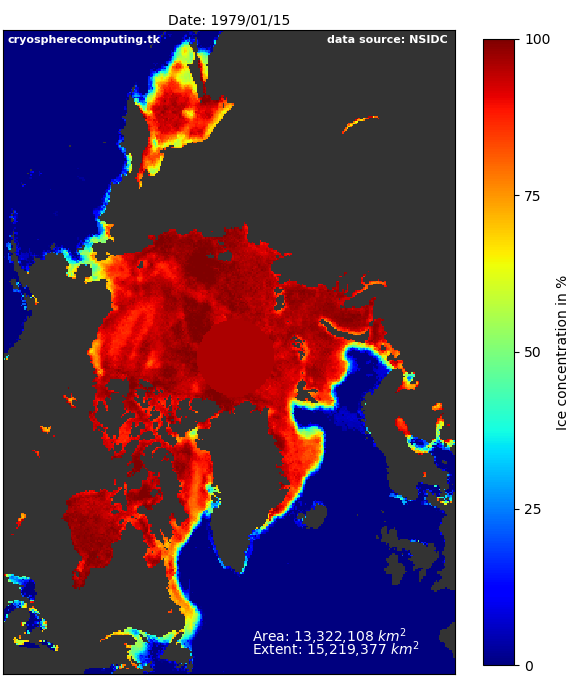 Date: 1979/01/15
cryospherecomputing.tk
data source: NSIDC
100
75
50
25
0
Ice concentration in %
Area: 13,322,108 km²
Extent: 15,219,377 km²